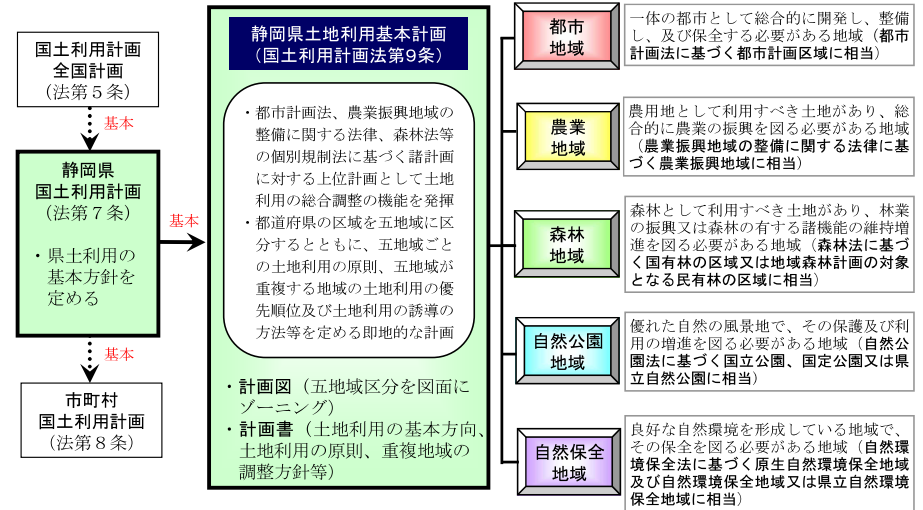 国土利用計画
全国計画
（法第５条）
基本
静岡県
国土利用計画
（法第７条）
・県土利用の
基本方針を
定める
基本
市町村
国土利用計画
（法第８条）
基本
静岡県土地利用基本計画
（国土利用計画法第9条）
・都市計画法、農業振興地域の
整備に関する法律、森林法等
の個別規制法に基づく諸計画
に対する上位計画として土地
利用の総合調整の機能を発揮
・都道府県の区域を五地域に区
分するとともに、五地域ごと
の土地利用の原則、五地域が
重複する地域の土地利用の優
先順位及び土地利用の誘導の
方法等を定める即地的な計画
・計画図（五地域区分を図面に
ゾーニング）
・計画書（土地利用の基本方向、
土地利用の原則、重複地域の
調整方針等）
都市
地域
一体の都市として総合的に開発し、整備
し、及び保全する必要がある地域（都市
計画法に基づく都市計画区域に相当）
農業
地域
農用地として利用すべき土地があり、総
合的に農業の振興を図る必要がある地域
（農業振興地域の整備に関する法律に基
づく農業振興地域に相当）
森林
地域
森林として利用すべき土地があり、林業
の振興又は森林の有する諸機能の維持増
進を図る必要がある地域（森林法に基づ
く国有林の区域又は地域森林計画の対象
となる民有林の区域に相当）
自然公園
地域
優れた自然の風景地で、その保護及び利
用の増進を図る必要がある地域（自然公
園法に基づく国立公園、国定公園又は県
立自然公園に相当）
自然保全
地域
良好な自然環境を形成している地域で、
その保全を図る必要がある地域（自然環
境保全法に基づく原生自然環境保全地域
及び自然環境保全地域又は県立自然環境
保全地域に相当）